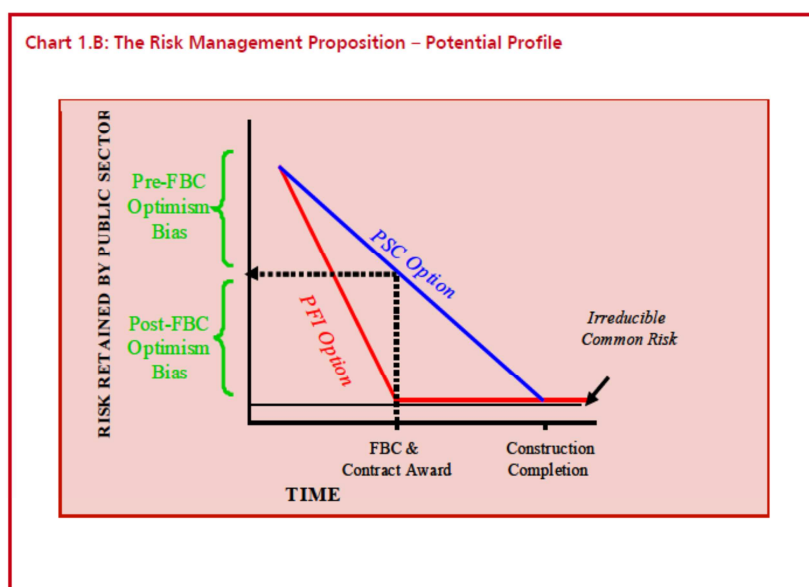 Chart 1.B: The Risk Management Proposition – Potential Profile
RISK RETAINED BY PUBLIC SECTOR
Pre-FBC
Optimism
Bias
Post-FBC
Optimism
Bias
PSC Option
PFI Option
Irreducible
Common Risk
FBC &
Contract Award
Construction
Completion
TIME